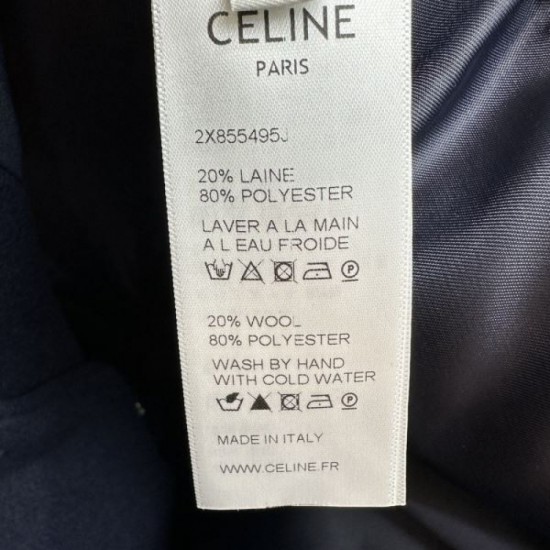 CELINE
PARIS
2X855495J
20% LAINE
80% POLYESTER
LAVER A LA MAIN
A L EAU FROIDE
P
20% WOOL
80% POLYESTER
WASH BY HAND
WITH COLD WATER
P
MADE IN ITALY
WWW.CELINE.FR